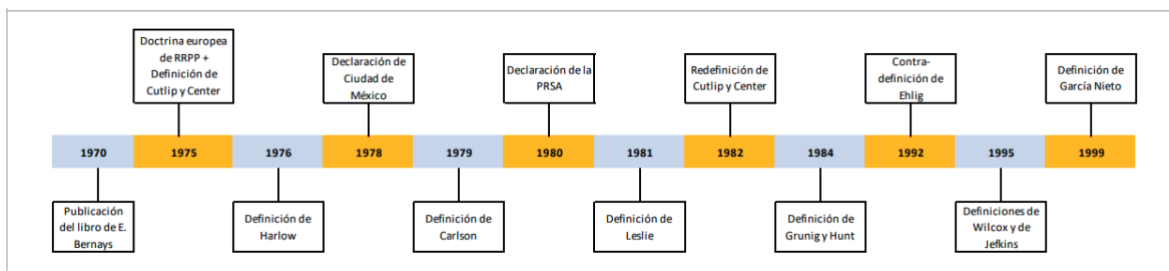 Doctrina europea
de RRPP +
Definición de
Cutlip y Center
Declaración de
Ciudad de
México
Declaración de la
PRSA
Redefinición de
Cutlip y Center
Contra-
definición de
Ehlig
Definición de
García Nieto
1970
1975
1976
1978
1979
1980
1981
1982
1984
1992
1995
1999
Publicación
del libro de E.
Bernays
Definición de
Harlow
Definición de
Carlson
Definición de
Leslie
Definición de
Grunig y Hunt
Definiciones de
Wilcox y de
Jefkins